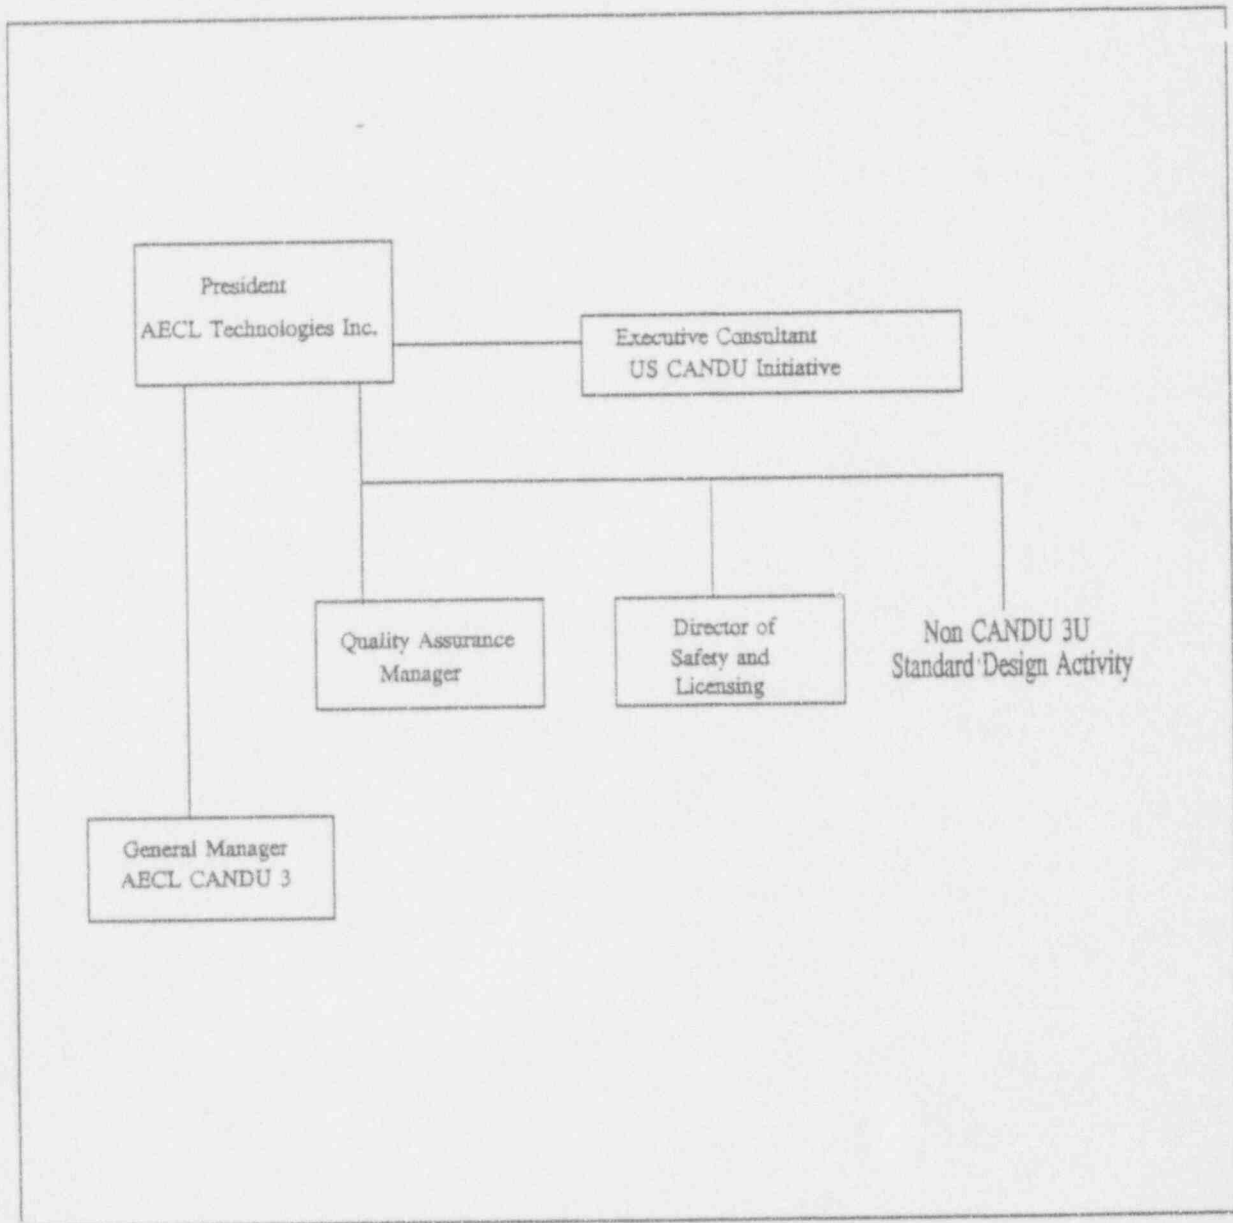 President
AECL Technologies Inc.
Executive Consultant
US CANDU Initiative
Quality Assurance
Manager
Director of
Safety and
Licensing
Non CANDU 3U
Standard Design Activity
General Manager
AECL CANDU 3